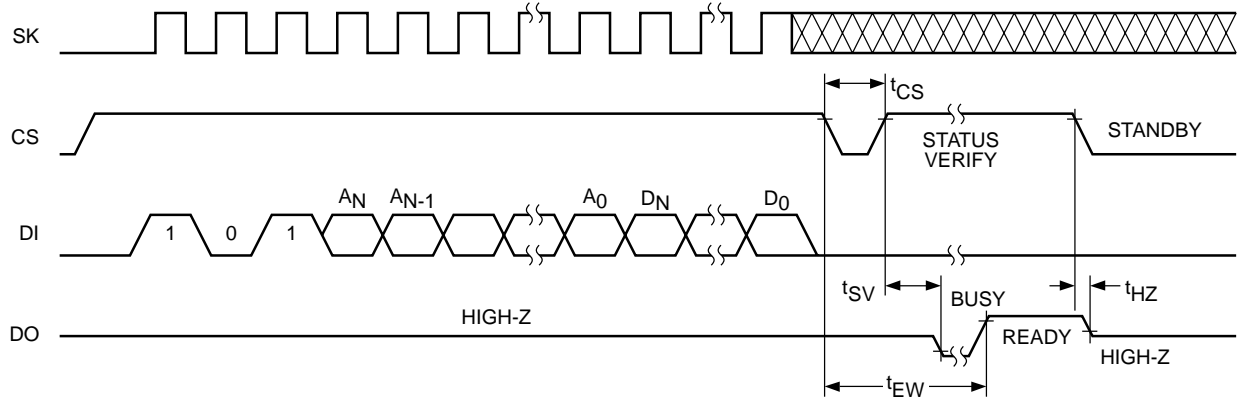 SK
CS
tCS
STATUS
VERIFY
STANDBY
DI
1
0
1
AN
AN-1
A0
DN
D0
DO
HIGH-Z
tSV
BUSY
READY
tHZ
HIGH-Z
tEW